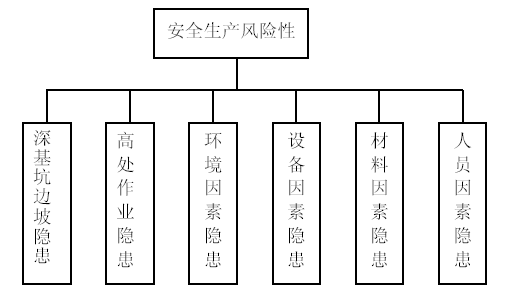 安全生产风险性
深基坑边坡隐患
高处作业隐患
环境因素隐患
设备因素隐患
材料因素隐患
人员因素隐患